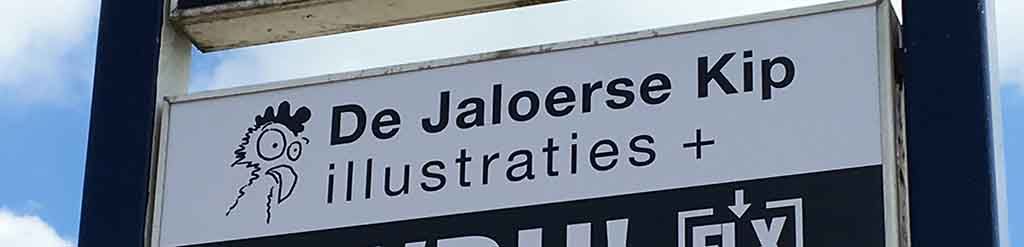 De Jaloerse Kip
illustraties +